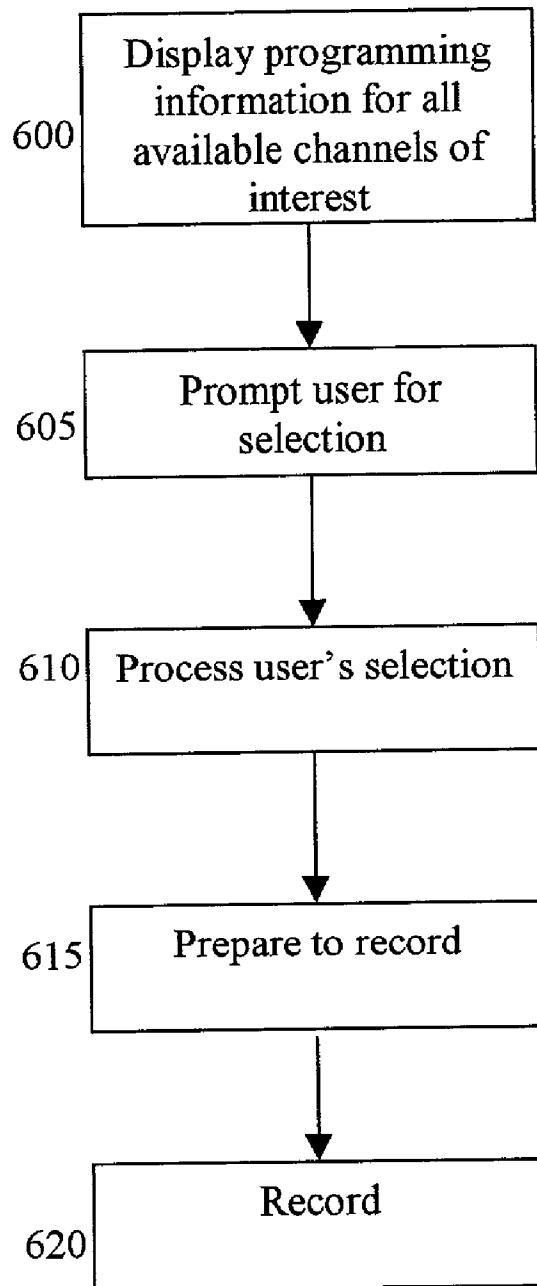 Display programming
information for all
600
available channels of
interest
Prompt user for
605
selection
610
Process user’s selection
Prepare to record
615
Record
620